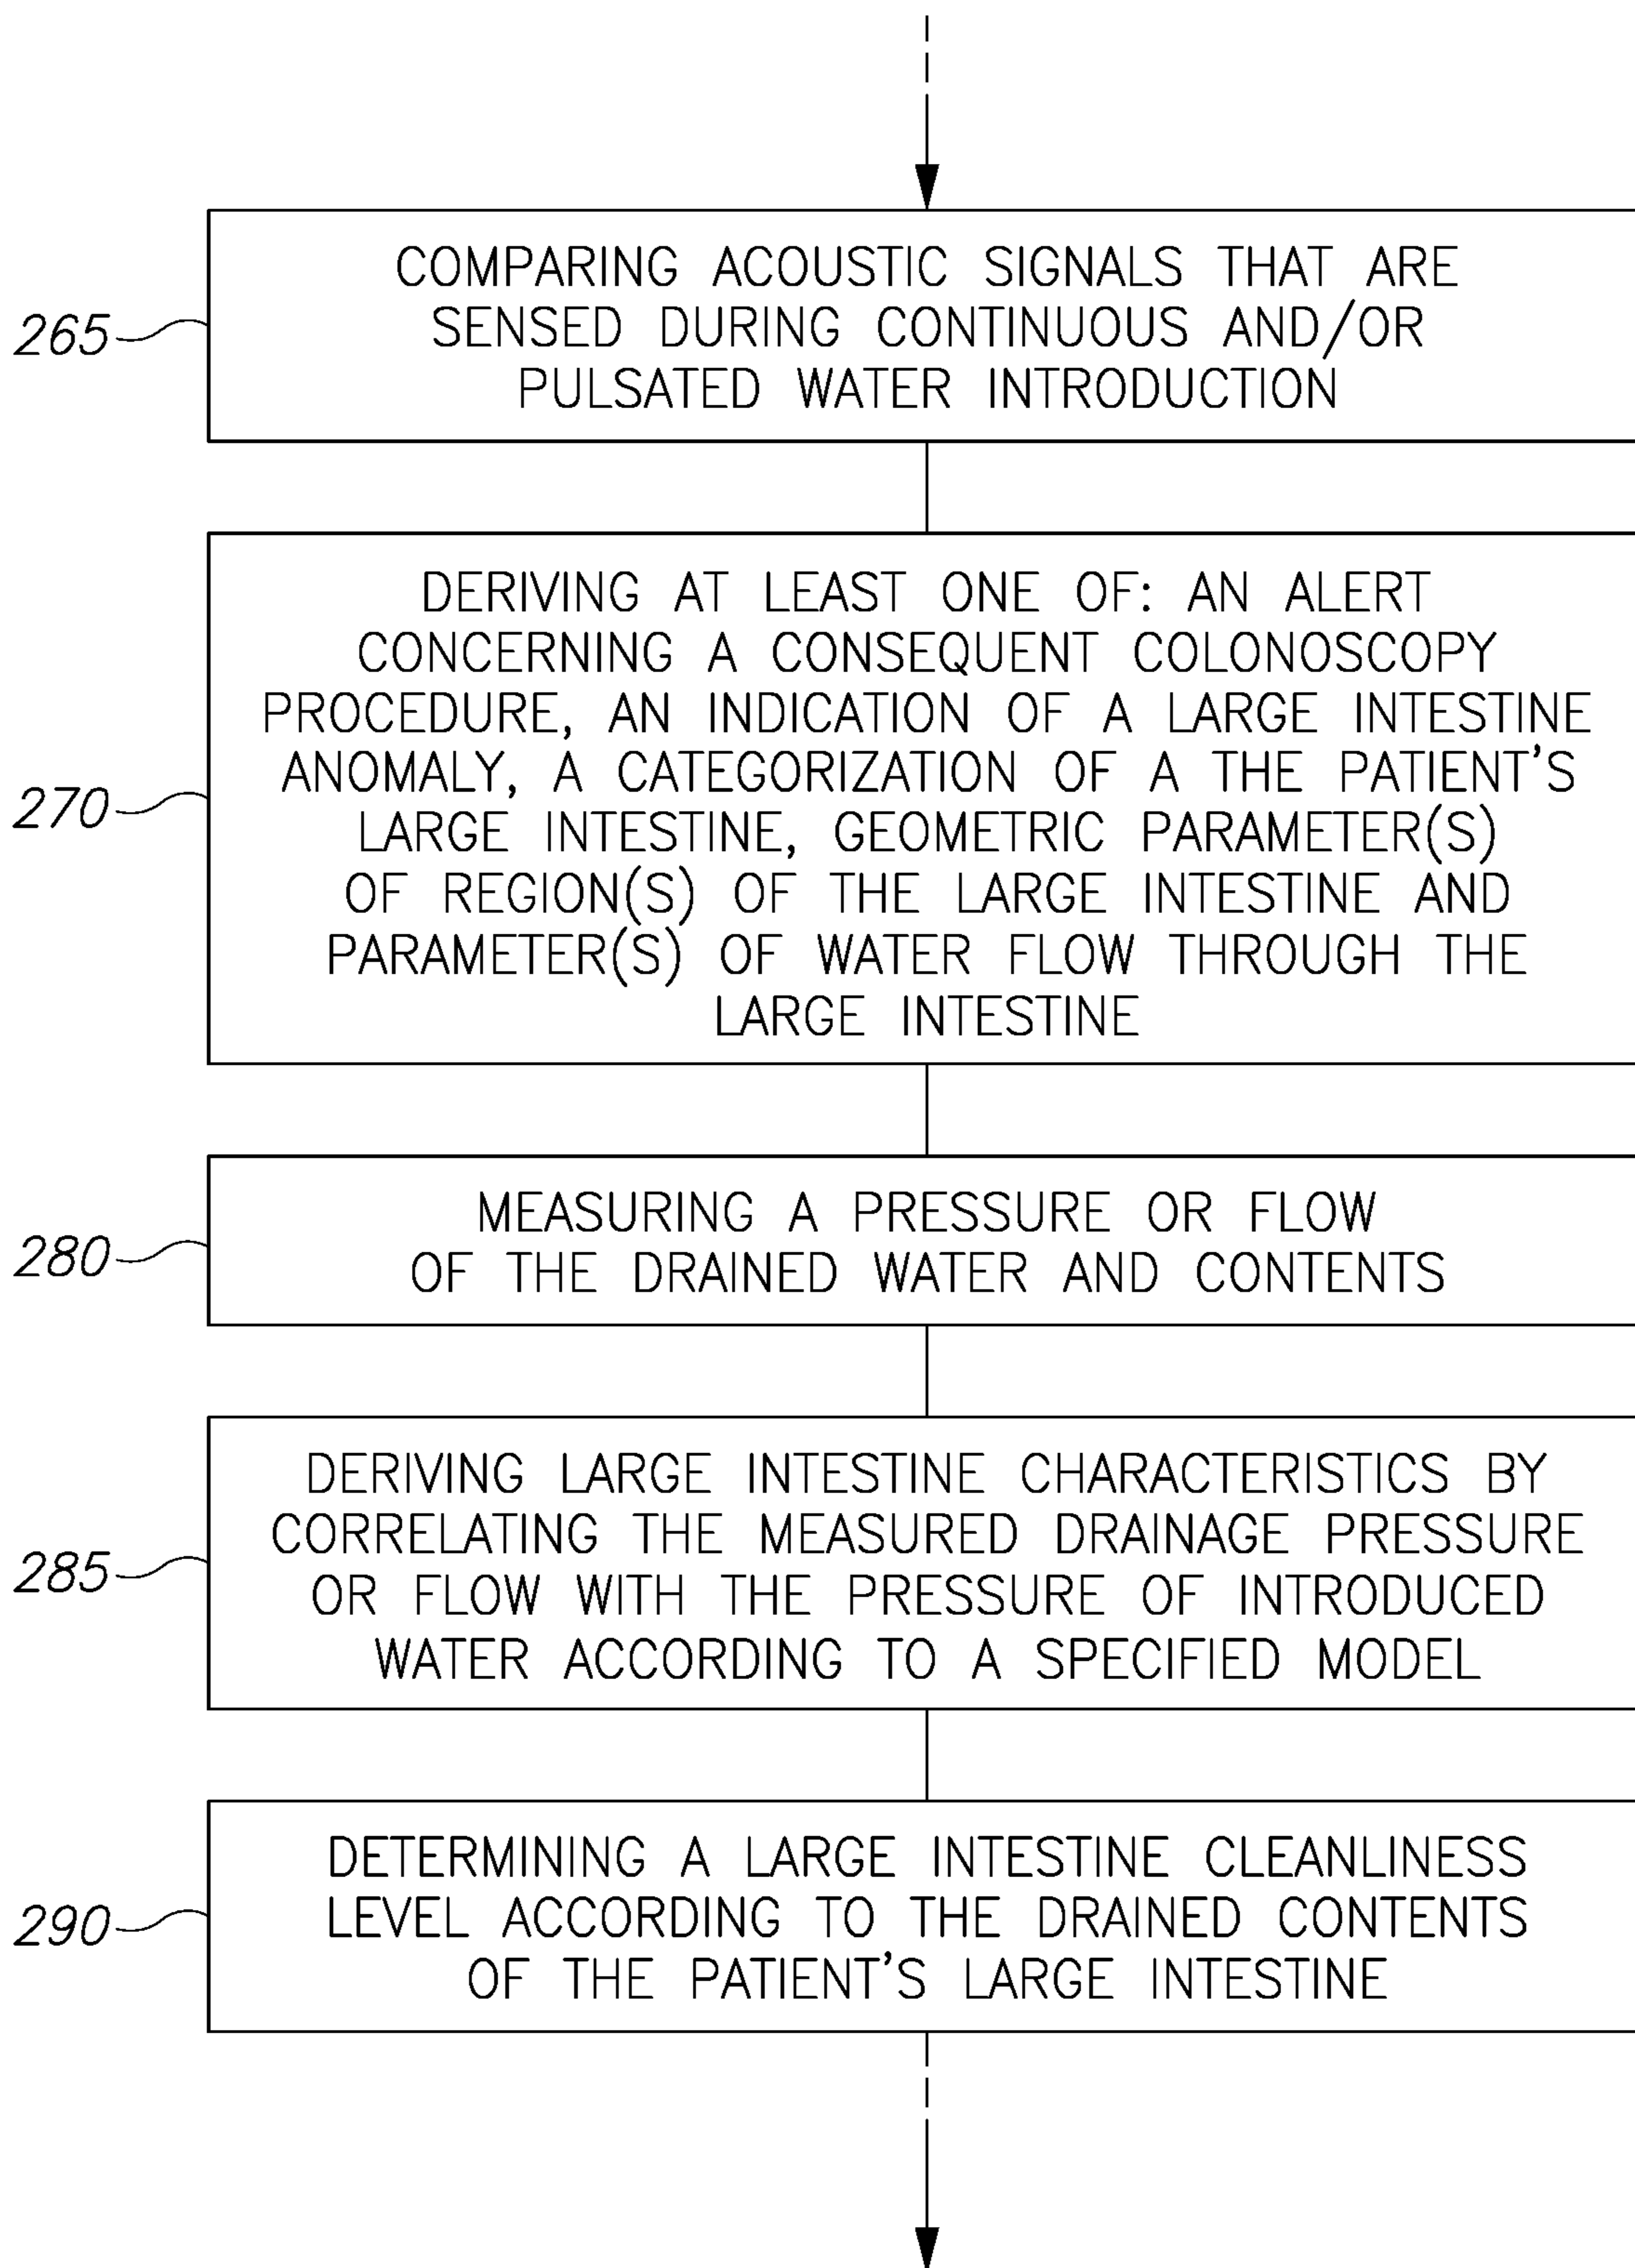 265
COMPARING ACOUSTIC SIGNALS THAT ARE
SENSED DURING CONTINUOUS AND/OR
PULSATED WATER INTRODUCTION
270
DERIVING AT LEAST ONE OF: AN ALERT
CONCERNING A CONSEQUENT COLONOSCOPY
PROCEDURE, AN INDICATION OF A LARGE INTESTINE
ANOMALY, A CATEGORIZATION OF A THE PATIENT'S
LARGE INTESTINE, GEOMETRIC PARAMETER(S)
OF REGION(S) OF THE LARGE INTESTINE AND
PARAMETER(S) OF WATER FLOW THROUGH THE
LARGE INTESTINE
280
MEASURING A PRESSURE OR FLOW
OF THE DRAINED WATER AND CONTENTS
285
DERIVING LARGE INTESTINE CHARACTERISTICS BY
CORRELATING THE MEASURED DRAINAGE PRESSURE
OR FLOW WITH THE PRESSURE OF INTRODUCED
WATER ACCORDING TO A SPECIFIED MODEL
290
DETERMINING A LARGE INTESTINE CLEANLINESS
LEVEL ACCORDING TO THE DRAINED CONTENTS
OF THE PATIENT'S LARGE INTESTINE